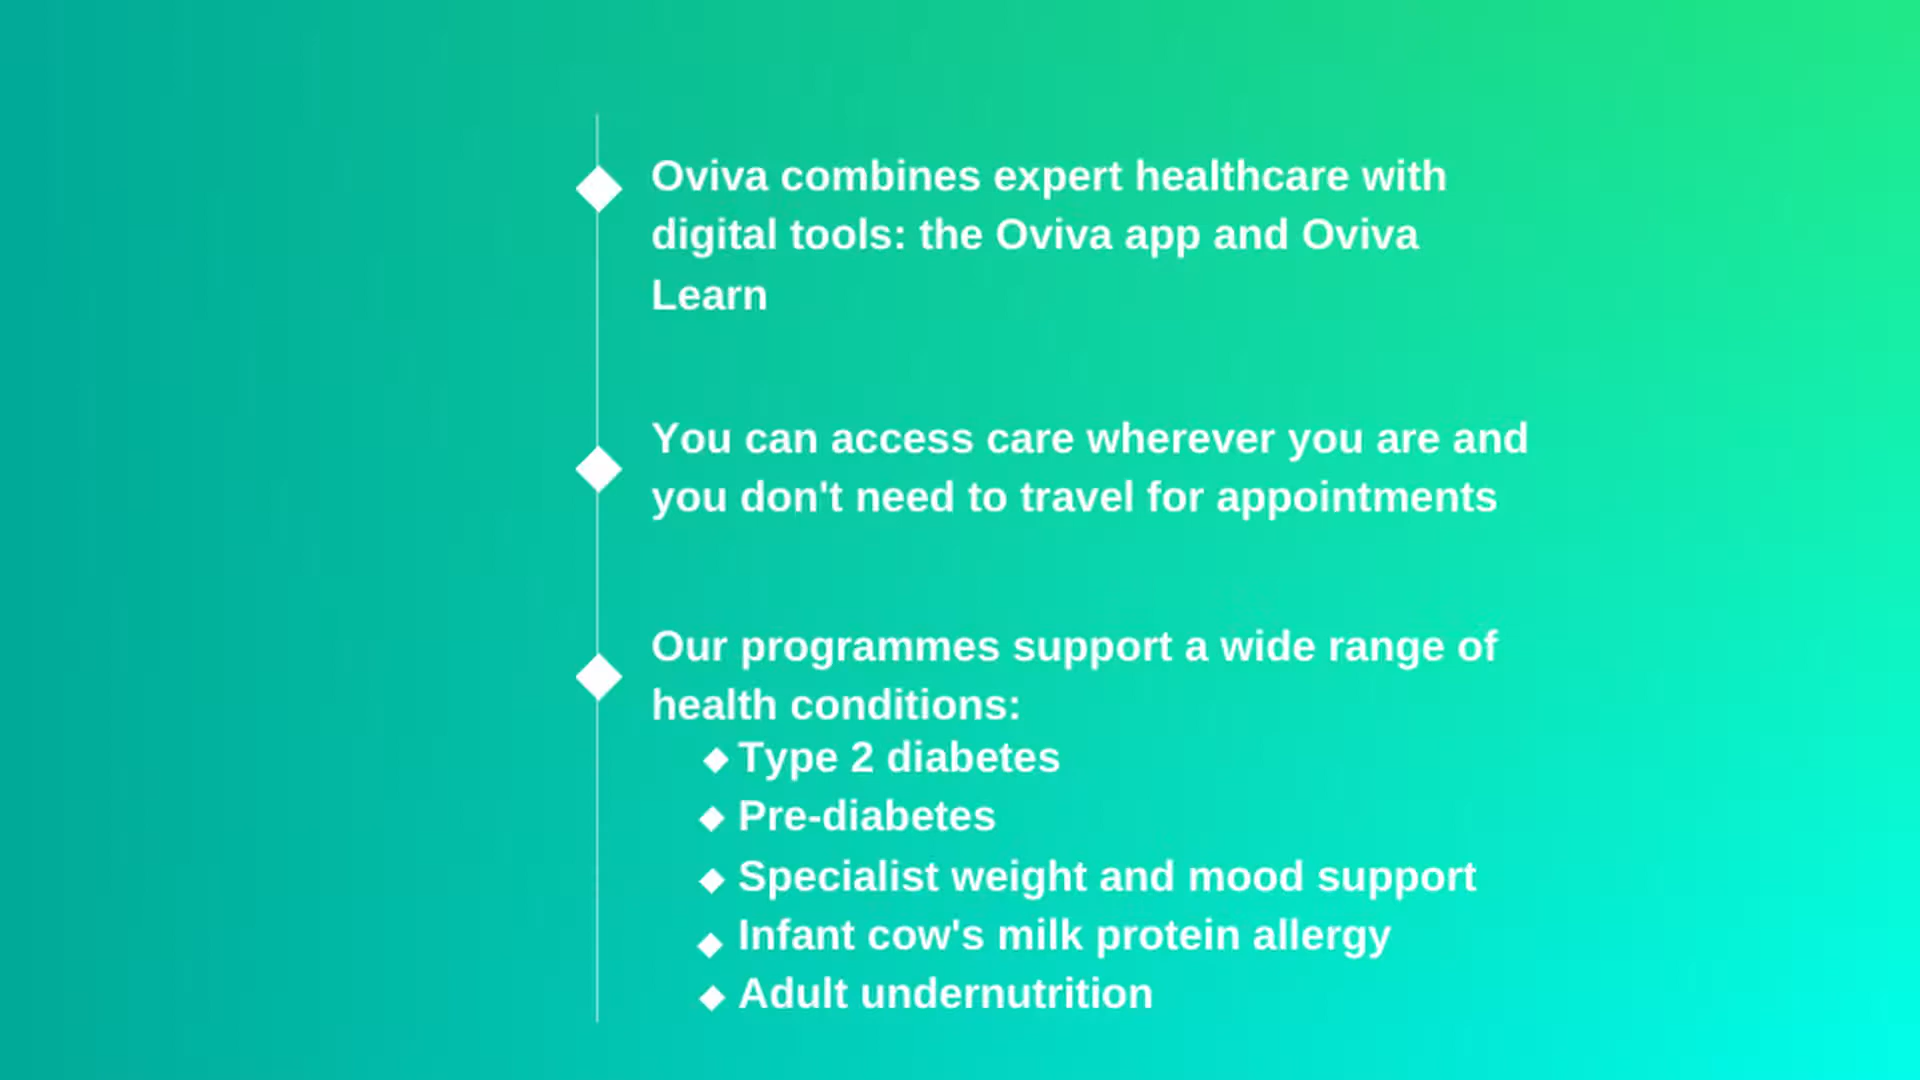 Oviva combines expert healthcare with
digital tools: the Oviva app and Oviva
Learn
You can access care wherever you are and
you don't need to travel for appointments
Our programmes support a wide range of
health conditions:
Type 2 diabetes
Pre-diabetes
Specialist weight and mood support
Infant cow's milk protein allergy
Adult undernutrition